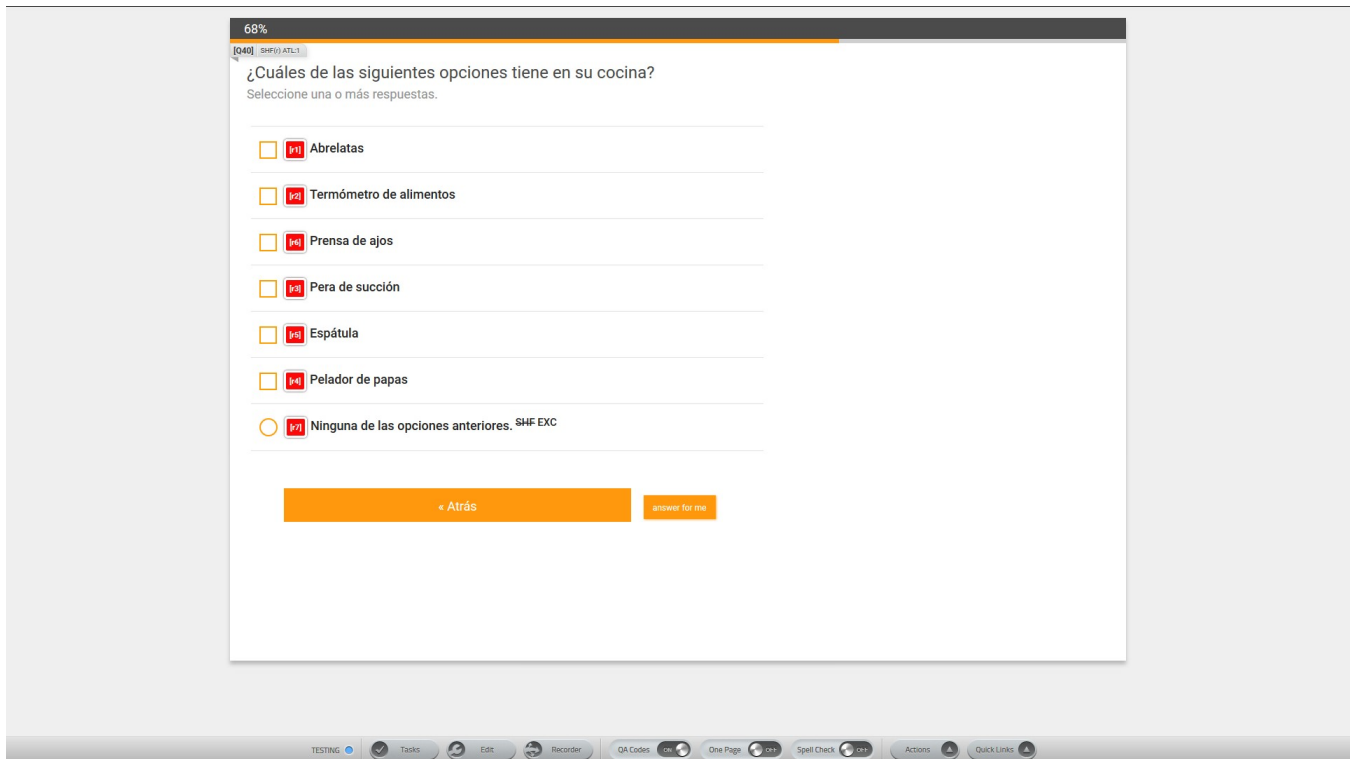 68%
[Q40] SHF(r) ATL:1
¿Cuáles de las siguientes opciones tiene en su cocina?
Seleccione una o más respuestas.
[r1] Abrelatas
[r2] Termómetro de alimentos
[r6] Prensa de ajos
[r3] Pera de succión
[r5] Espátula
[r4] Pelador de papas
[r7] Ninguna de las opciones anteriores. SHF EXC
« Atrás answer for me
TESTING Tasks Edit Recorder QA Codes ON One Page OFF Spell Check OFF Actions Quick Links